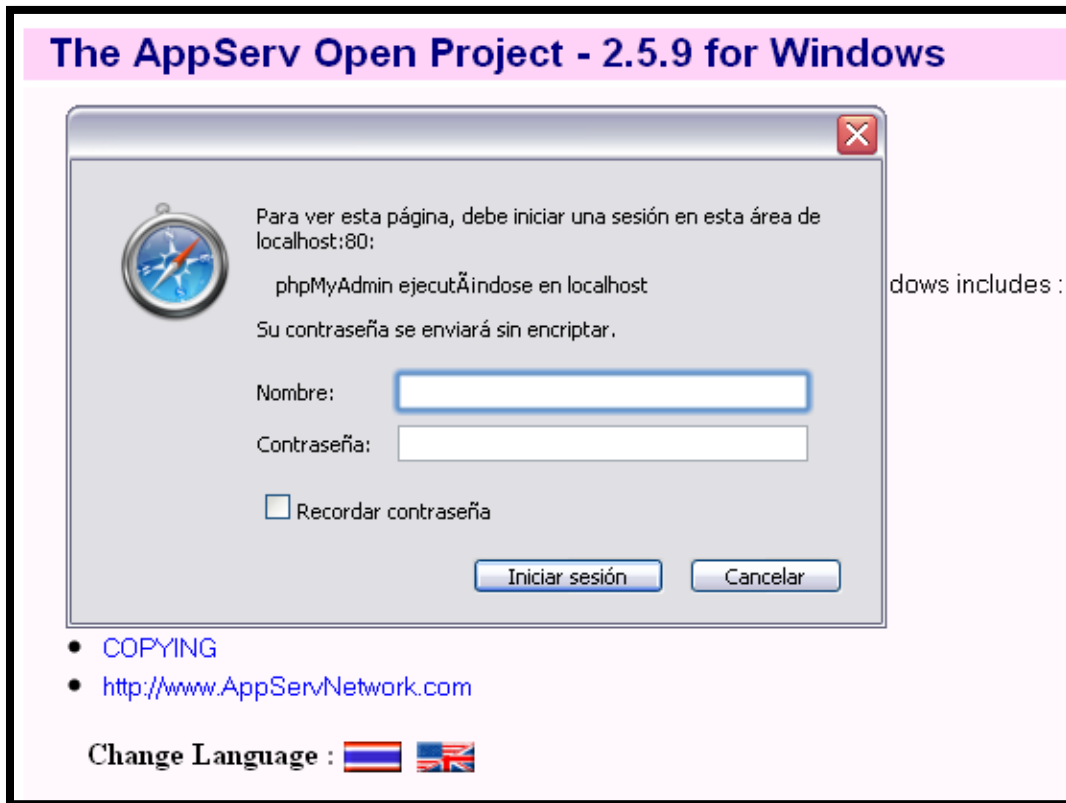 The AppServ Open Project - 2.5.9 for Windows
Para ver esta página, debe iniciar una sesión en esta área de
localhost:80:
phpMyAdmin ejecutÃ¡ndose en localhost
dows includes :
Su contraseña se enviará sin encriptar.
Nombre:
Contraseña:
Recordar contraseña
Iniciar sesión
Cancelar
COPYING
http://www.AppServNetwork.com
Change Language :